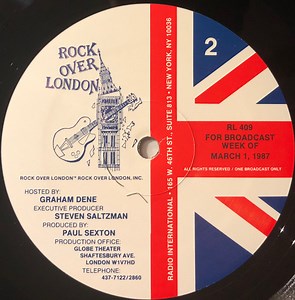 ROCK
OVER
LONDON
ROCK OVER LONDON™ ROCK OVER LONDON, INC.
HOSTED BY:
GRAHAM DENE
EXECUTIVE PRODUCER
STEVEN SALTZMAN
PRODUCED BY:
PAUL SEXTON
PRODUCTION OFFICE:
GLOBE THEATER
SHAFTESBURY AVE.
LONDON W1V7HD
TELEPHONE:
437-7122/2860
RADIO INTERNATIONAL • 165 W. 46TH ST., SUITE 813 • NEW YORK, NY 10036
2
RL 409
FOR BROADCAST
WEEK OF
MARCH 1, 1987
ALL RIGHTS RESERVED / ONE BROADCAST ONLY